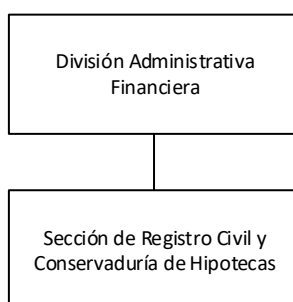 División Administrativa
Financiera
Sección de Registro Civil y
Conservaduría de Hipotecas